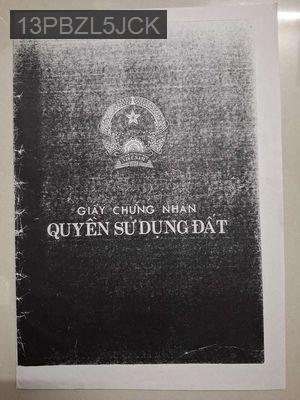 13PBZL5JCK
GIẤY CHỨNG NHẬN
QUYỀN SỬ DỤNG ĐẤT